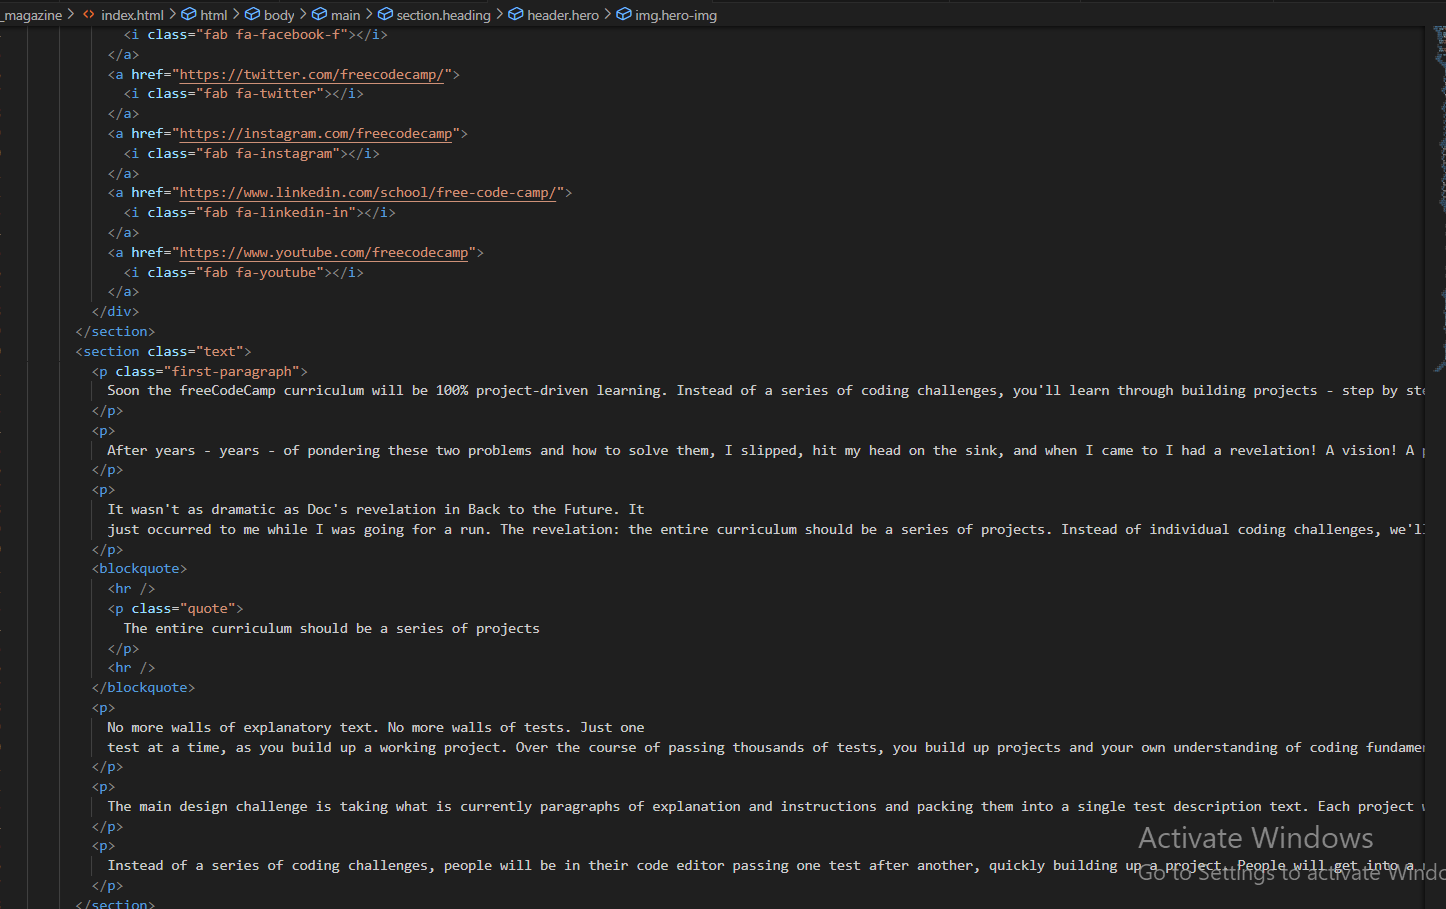 _magazine > index.html > html > body > main > section.heading > header.hero > img.hero-img
<i class="fab fa-facebook-f"></i>
</a>
<a href="https://twitter.com/freecodecamp/">
<i class="fab fa-twitter"></i>
</a>
<a href="https://instagram.com/freecodecamp">
<i class="fab fa-instagram"></i>
</a>
<a href="https://www.linkedin.com/school/free-code-camp/">
<i class="fab fa-linkedin-in"></i>
</a>
<a href="https://www.youtube.com/freecodecamp">
<i class="fab fa-youtube"></i>
</a>
</div>
</section>
<section class="text">
<p class="first-paragraph">
Soon the freeCodeCamp curriculum will be 100% project-driven learning. Instead of a series of coding challenges, you'll learn through building projects - step by ste
</p>
<p>
After years - years - of pondering these two problems and how to solve them, I slipped, hit my head on the sink, and when I came to I had a revelation! A vision! A p
</p>
<p>
It wasn't as dramatic as Doc's revelation in Back to the Future. It
just occurred to me while I was going for a run. The revelation: the entire curriculum should be a series of projects. Instead of individual coding challenges, we'll
</p>
<blockquote>
<hr />
<p class="quote">
The entire curriculum should be a series of projects
</p>
<hr />
</blockquote>
<p>
No more walls of explanatory text. No more walls of tests. Just one
test at a time, as you build up a working project. Over the course of passing thousands of tests, you build up projects and your own understanding of coding fundamen
</p>
<p>
The main design challenge is taking what is currently paragraphs of explanation and instructions and packing them into a single test description text. Each project w
</p>
<p>
Instead of a series of coding challenges, people will be in their code editor passing one test after another, quickly building up a project. People will get into a
</p>
</section>
Activate Windows
Go to Settings to activate Windo